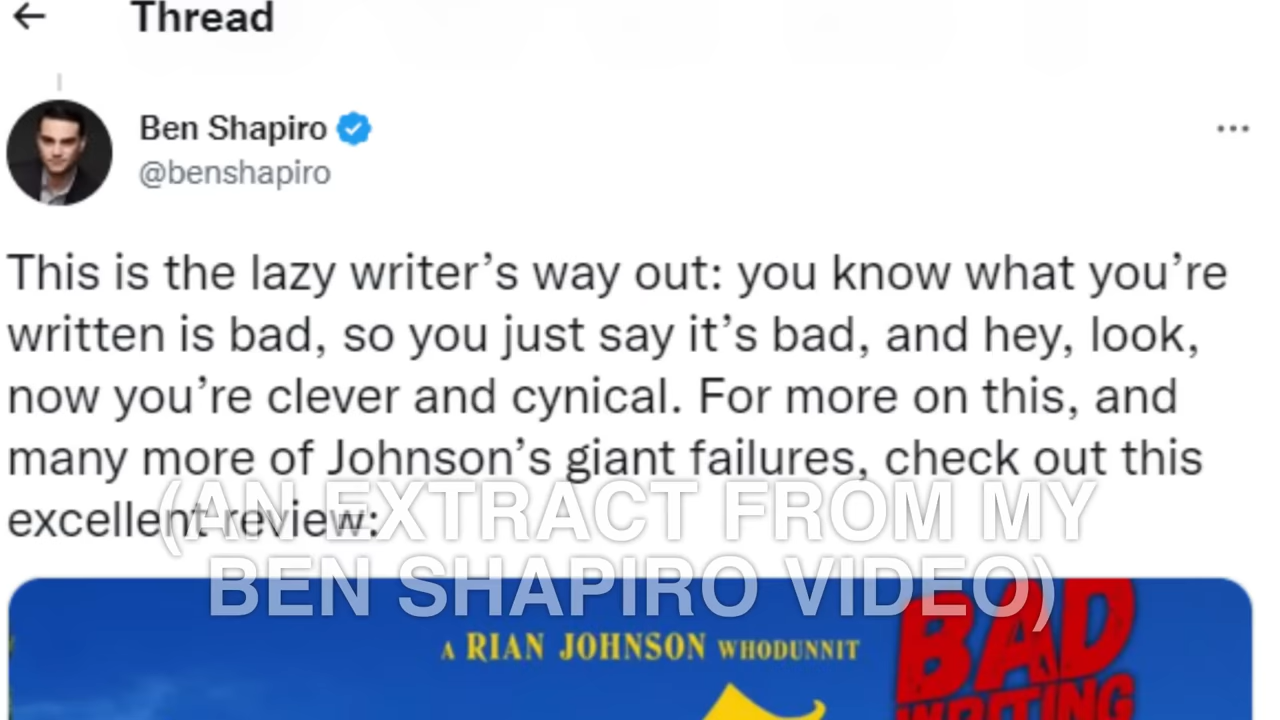 Thread
Ben Shapiro
@benshapiro
This is the lazy writer’s way out: you know what you’re
written is bad, so you just say it’s bad, and hey, look,
now you’re clever and cynical. For more on this, and
many more of Johnson’s giant failures, check out this
excellent review:
(AN EXTRACT FROM MY
BEN SHAPIRO VIDEO)
A RIAN JOHNSON WHODUNNIT
BAD
WRITING